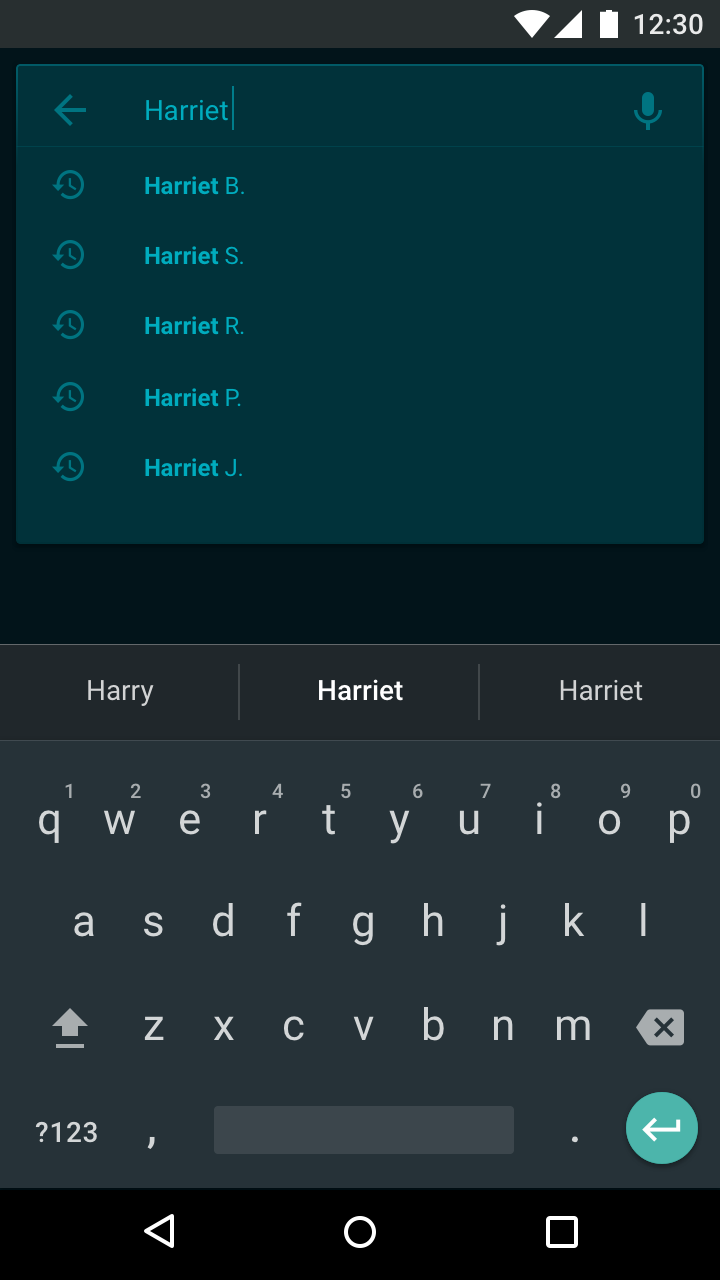 12:30
Harriet
Harriet B.
Harriet S.
Harriet R.
Harriet P.
Harriet J.
Harry Harriet Harriet
1 2 3 4 5 6 7 8 9 0
q w e r t y u i o p
a s d f g h j k l
z x c v b n m
?123 , .